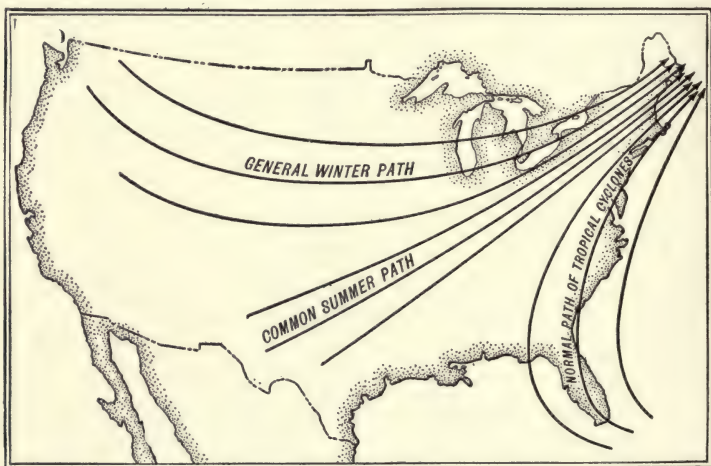 GENERAL WINTER PATH
COMMON SUMMER PATH
NORMAL PATH OF TROPICAL CYCLONES